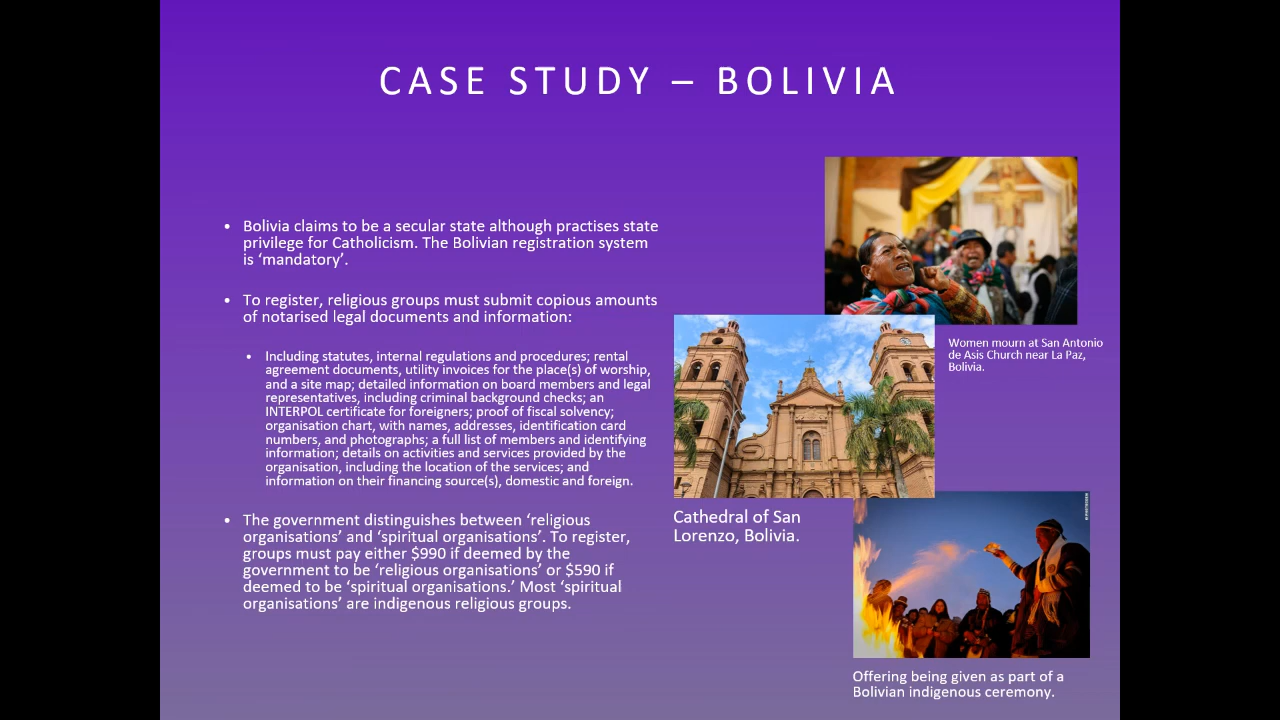 CASE STUDY – BOLIVIA
• Bolivia claims to be a secular state although practises state
privilege for Catholicism. The Bolivian registration system
is ‘mandatory’.
• To register, religious groups must submit copious amounts
of notarised legal documents and information:
• Including statutes, internal regulations and procedures; rental
agreement documents, utility invoices for the place(s) of worship,
and a site map; detailed information on board members and legal
representatives, including criminal background checks; an
INTERPOL certificate for foreigners; proof of fiscal solvency;
organisation chart, with names, addresses, identification card
numbers, and photographs; a full list of members and identifying
information; details on activities and services provided by the
organisation, including the location of the services; and
information on their financing source(s), domestic and foreign.
• The government distinguishes between ‘religious
organisations’ and ‘spiritual organisations’. To register,
groups must pay either $990 if deemed by the
government to be ‘religious organisations’ or $590 if
deemed to be ‘spiritual organisations.’ Most ‘spiritual
organisations’ are indigenous religious groups.
Women mourn at San Antonio
de Asis Church near La Paz,
Bolivia.
Cathedral of San
Lorenzo, Bolivia.
Offering being given as part of a
Bolivian indigenous ceremony.